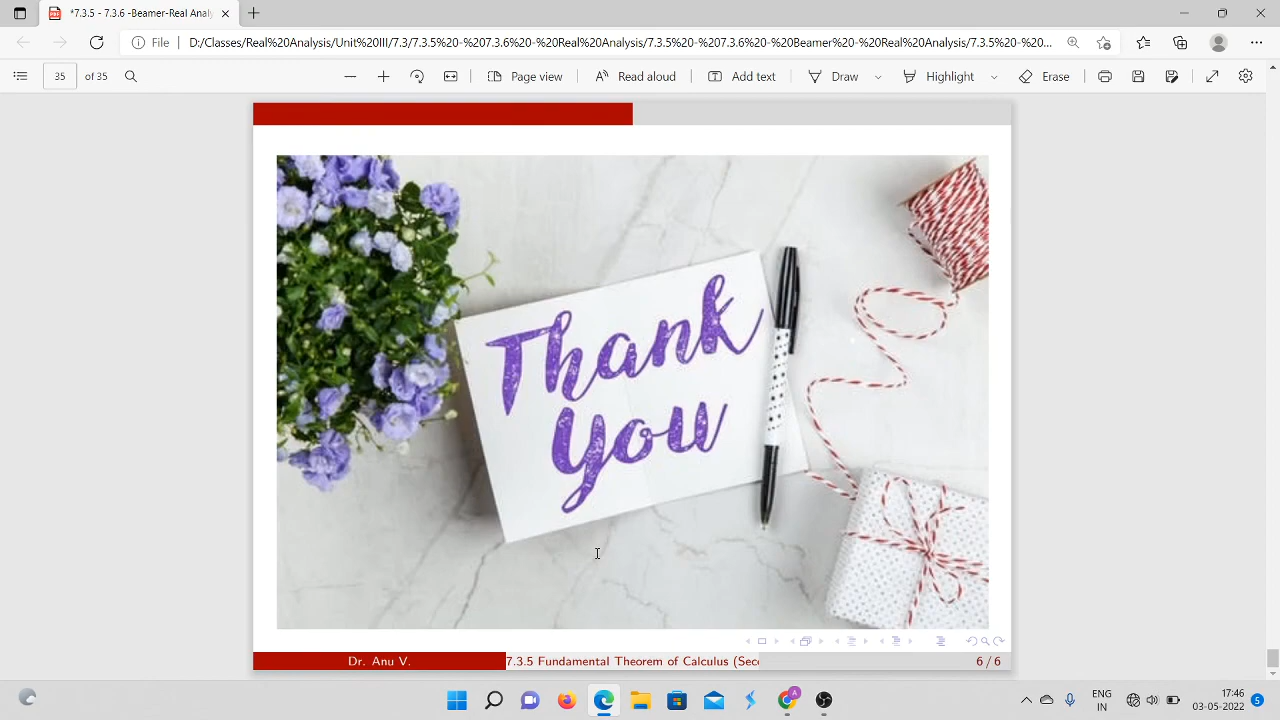 *7.3.5 - 7.3.6 -Beamer-Real Anal
File
D:/Classes/Real%20Analysis/Unit%20III/7.3/7.3.5%20-%207.3.6%20-%20Real%20Analysis/7.3.5%20-%207.3.6%20-%20Beamer%20-%20Real%20Analysis/7.3.5%20-%20...
35 of 35
Page view
Read aloud
Add text
Draw
Highlight
Erase
Thank
You
Dr. Anu V.
7.3.5 Fundamental Theorem of Calculus (Sec
6 / 6
ENG
IN
17:46
03-05-2022
5